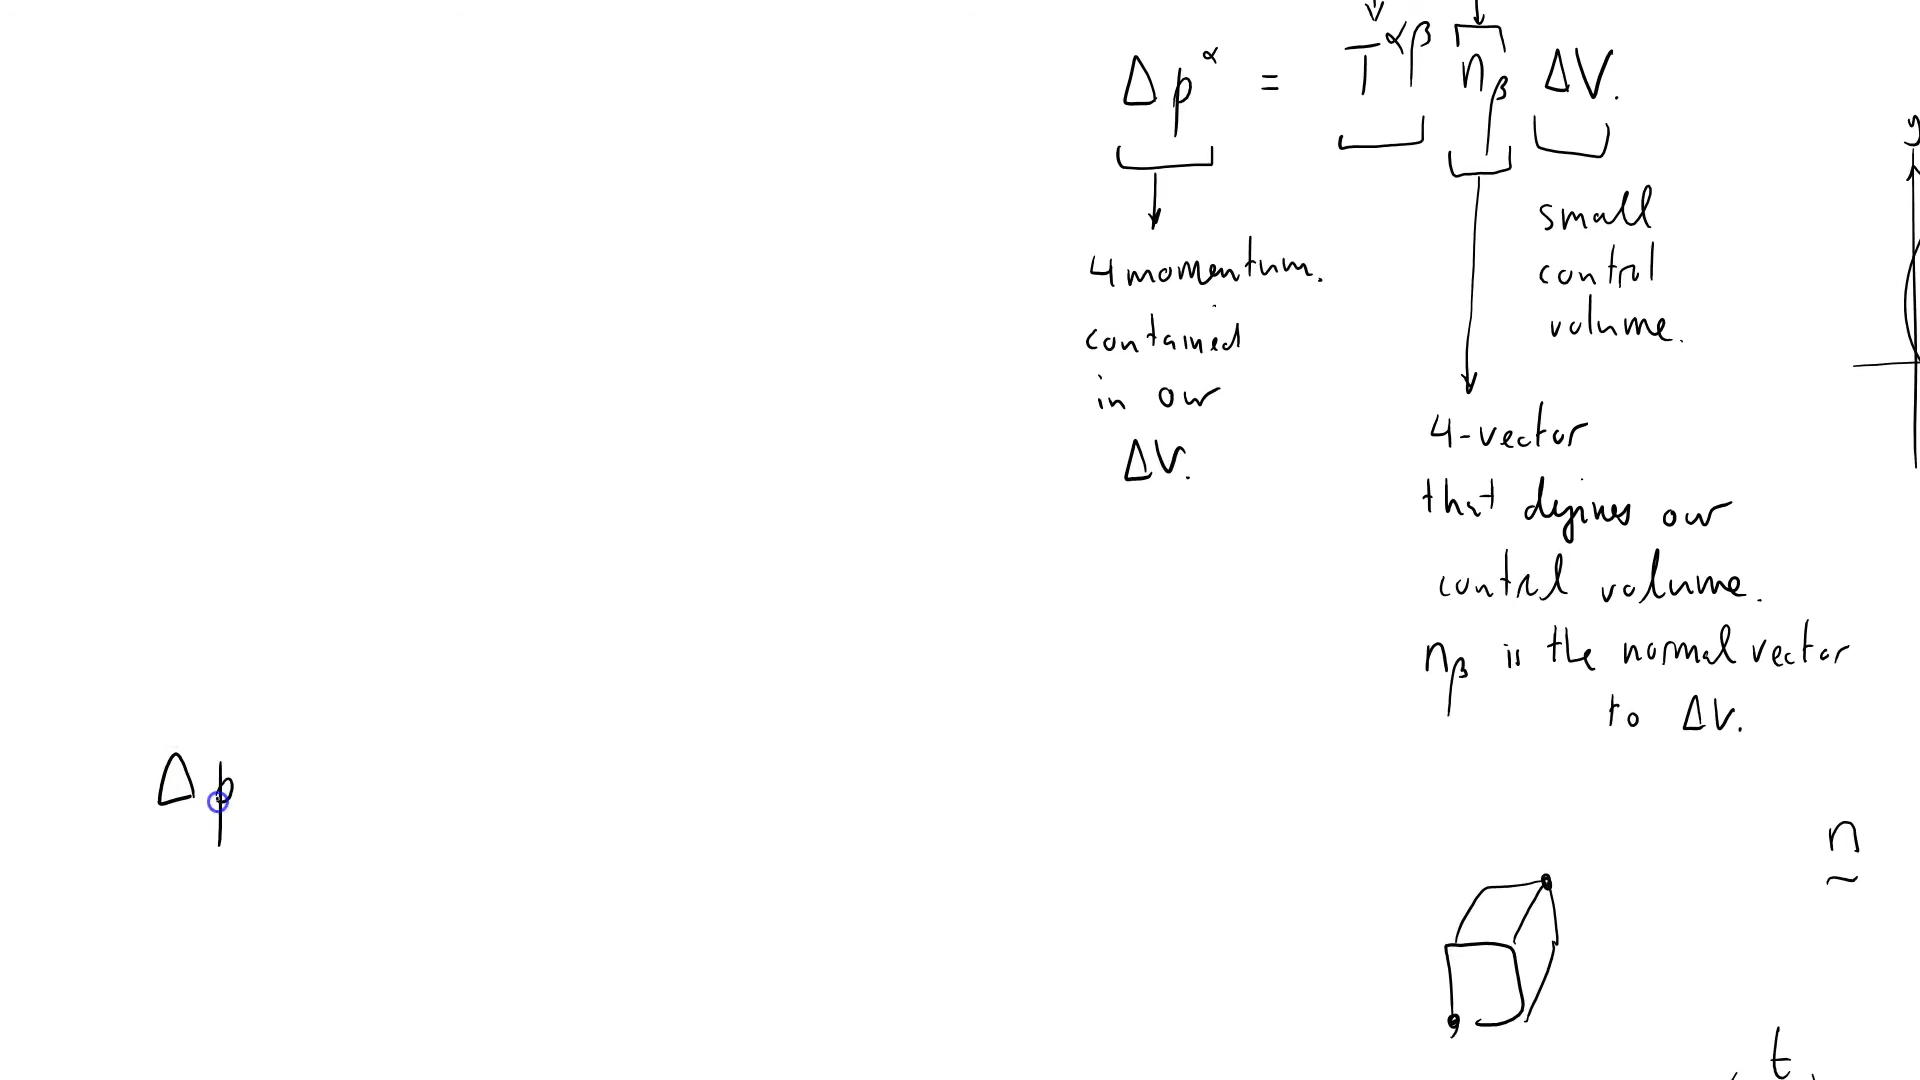 Δp^α = T^{αβ} n_β ΔV.
4 momentum.
contained
in our
ΔV.
small
control
volume.
4-vector
that defines our
control volume.
n_β is the normal vector
to ΔV.
y
Δp
n
~
t